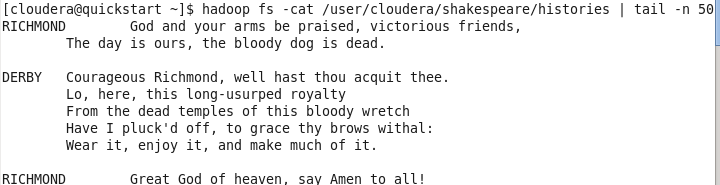 [cloudera@quickstart ~]$ hadoop fs -cat /user/cloudera/shakespeare/histories | tail -n 50
RICHMOND        God and your arms be praised, victorious friends,
        The day is ours, the bloody dog is dead.

DERBY   Courageous Richmond, well hast thou acquit thee.
        Lo, here, this long-usurped royalty
        From the dead temples of this bloody wretch
        Have I pluck'd off, to grace thy brows withal:
        Wear it, enjoy it, and make much of it.

RICHMOND        Great God of heaven, say Amen to all!